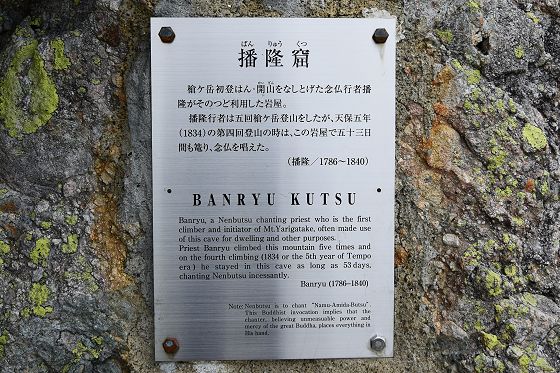 ばん りゅう くつ
播隆窟
かい ざん
槍ケ岳初登はん・開山をなしとげた念仏行者播
隆がそのつど利用した岩屋。
播隆行者は五回槍ケ岳登山をしたが、天保五年
(1834)の第四回登山の時は、この岩屋で五十三日
間も篭り、念仏を唱えた。
(播隆/1786〜1840)
BANRYU KUTSU
Banryu, a Nenbutsu chanting priest who is the first
climber and initiator of Mt.Yarigatake, often made use
of this cave for dwelling and other purposes.
Priest Banryu climbed this mountain five times and
on the fourth climbing (1834 or the 5th year of Tempo
era) he stayed in this cave as long as 53 days,
chanting Nenbutsu incessantly.
Banryu (1786-1840)
Note: Nenbutsu is to chant "Namu-Amida-Butsu".
This Buddhist invocation implies that the
chanter, believing unmeasuable power and
mercy of the great Buddha, places everything in
His hand.